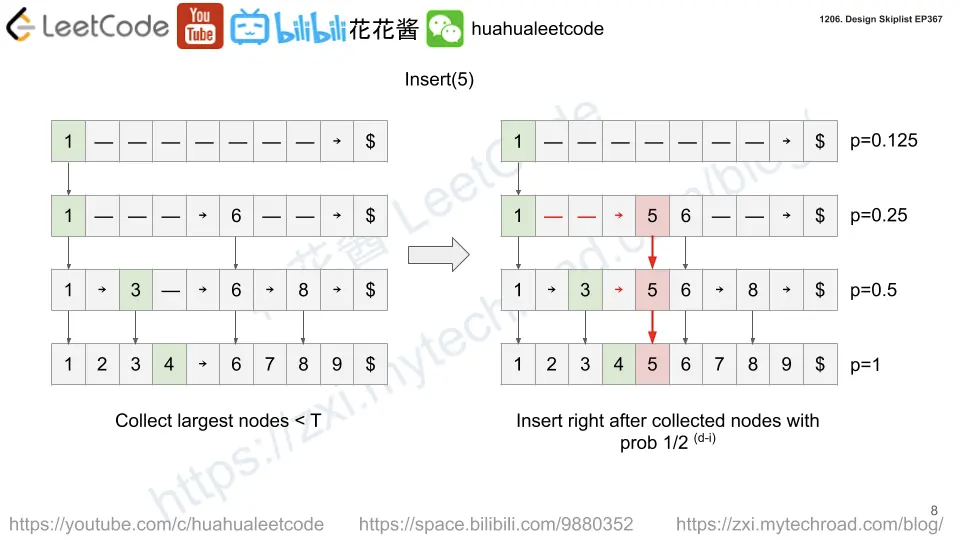 LeetCode You Tube bilibili 花花酱 huahualeetcode
1206. Design Skiplist EP367
Insert(5)
1 — — — — — — — → $
1 — — — — — — — → $ p=0.125
1 — — — → 6 — — → $
1 — — → 5 6 — — → $ p=0.25
1 → 3 — → 6 → 8 → $
1 → 3 → 5 6 → 8 → $ p=0.5
1 2 3 4 → 6 7 8 9 $
1 2 3 4 5 6 7 8 9 $ p=1
Collect largest nodes < T
Insert right after collected nodes with
prob 1/2 (d-i)
花花酱 LeetCode
https://zxi.mytechroad.com/blog/
8
https://youtube.com/c/huahualeetcode https://space.bilibili.com/9880352 https://zxi.mytechroad.com/blog/